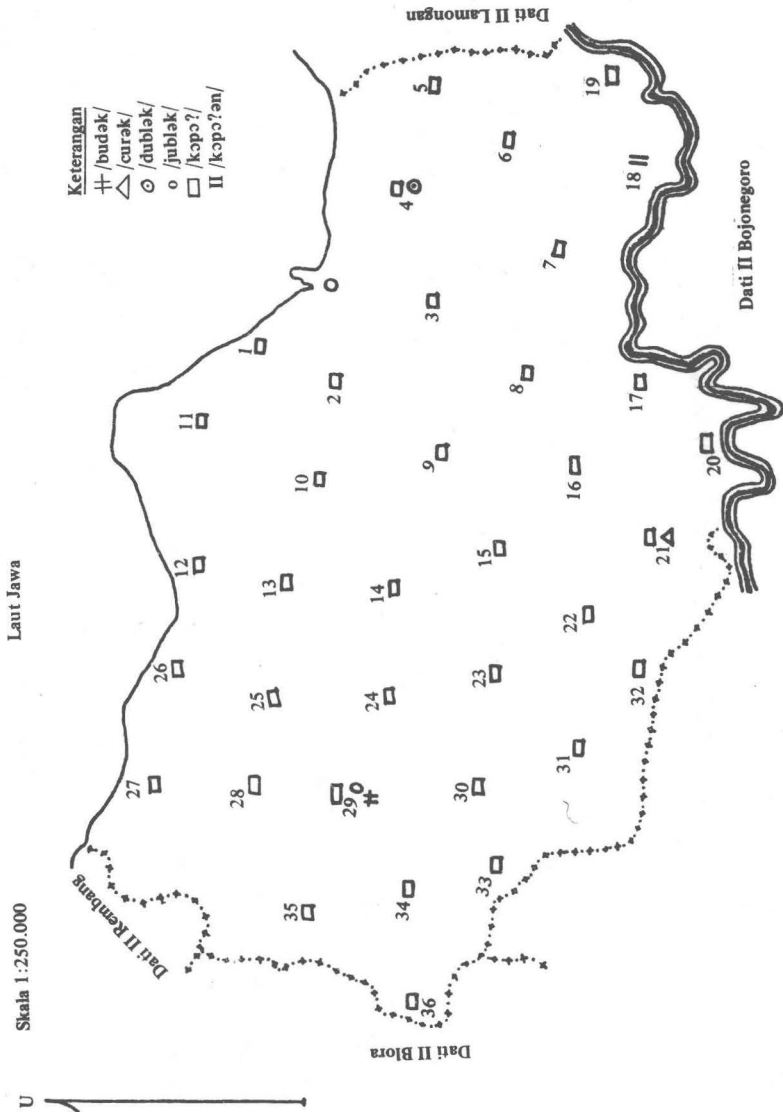 U
Skala 1:250.000
Laut Jawa
Dati II Rembang
Dati II Blora
Dati II Lamongan
Dati II Bojonegoro
Keterangan
/budək/
/curək/
/dublək/
/jublək/
/kɔpɔʔ/
/kɔpɔʔən/
1
2
3
4
5
6
7
8
9
10
11
12
13
14
15
16
17
18
19
20
21
22
23
24
25
26
27
28
29
30
31
32
33
34
35
36